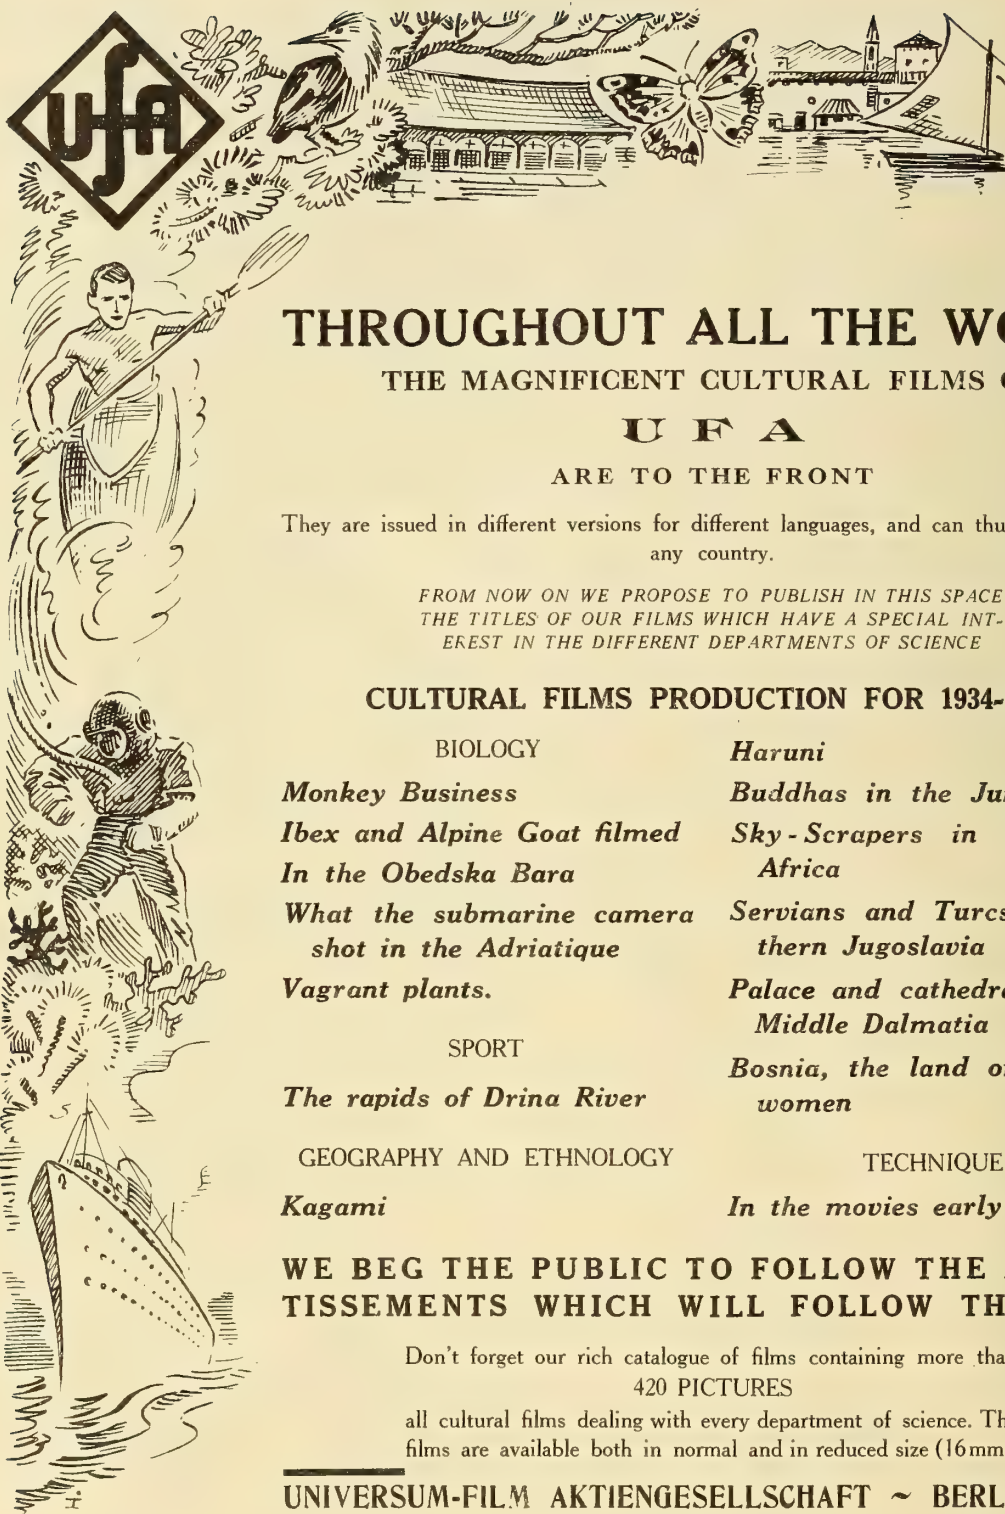 UFA
THROUGHOUT ALL THE
THE MAGNIFICENT CULTURAL FILMS
UFA
ARE TO THE FRONT
They are issued in different versions for different languages, and can
any country.
FROM NOW ON WE PROPOSE TO PUBLISH IN THIS SPACE
THE TITLES OF OUR FILMS WHICH HAVE A SPECIAL INT-
EREST IN THE DIFFERENT DEPARTMENTS OF SCIENCE
CULTURAL FILMS PRODUCTION FOR 1934-
BIOLOGY
Monkey Business
Ibex and Alpine Goat filmed
In the Obedska Bara
What the submarine camera
shot in the Adriatique
Vagrant plants.
SPORT
The rapids of Drina River
GEOGRAPHY AND ETHNOLOGY
Kagami
Haruni
Buddhas in the
Sky-Scrapers in
Africa
Servians and Turcs
thern Jugoslavia
Palace and
Middle Dalmatia
Bosnia, the land
women
TECHNIQUE
In the movies early
WE BEG THE PUBLIC TO FOLLOW THE
TISSEMENTS WHICH WILL FOLLOW
Don't forget our rich catalogue of films containing more
420 PICTURES
all cultural films dealing with every department of science.
films are available both in normal and in reduced size (16mm
UNIVERSUM-FILM AKTIENGESELLSCHAFT ~